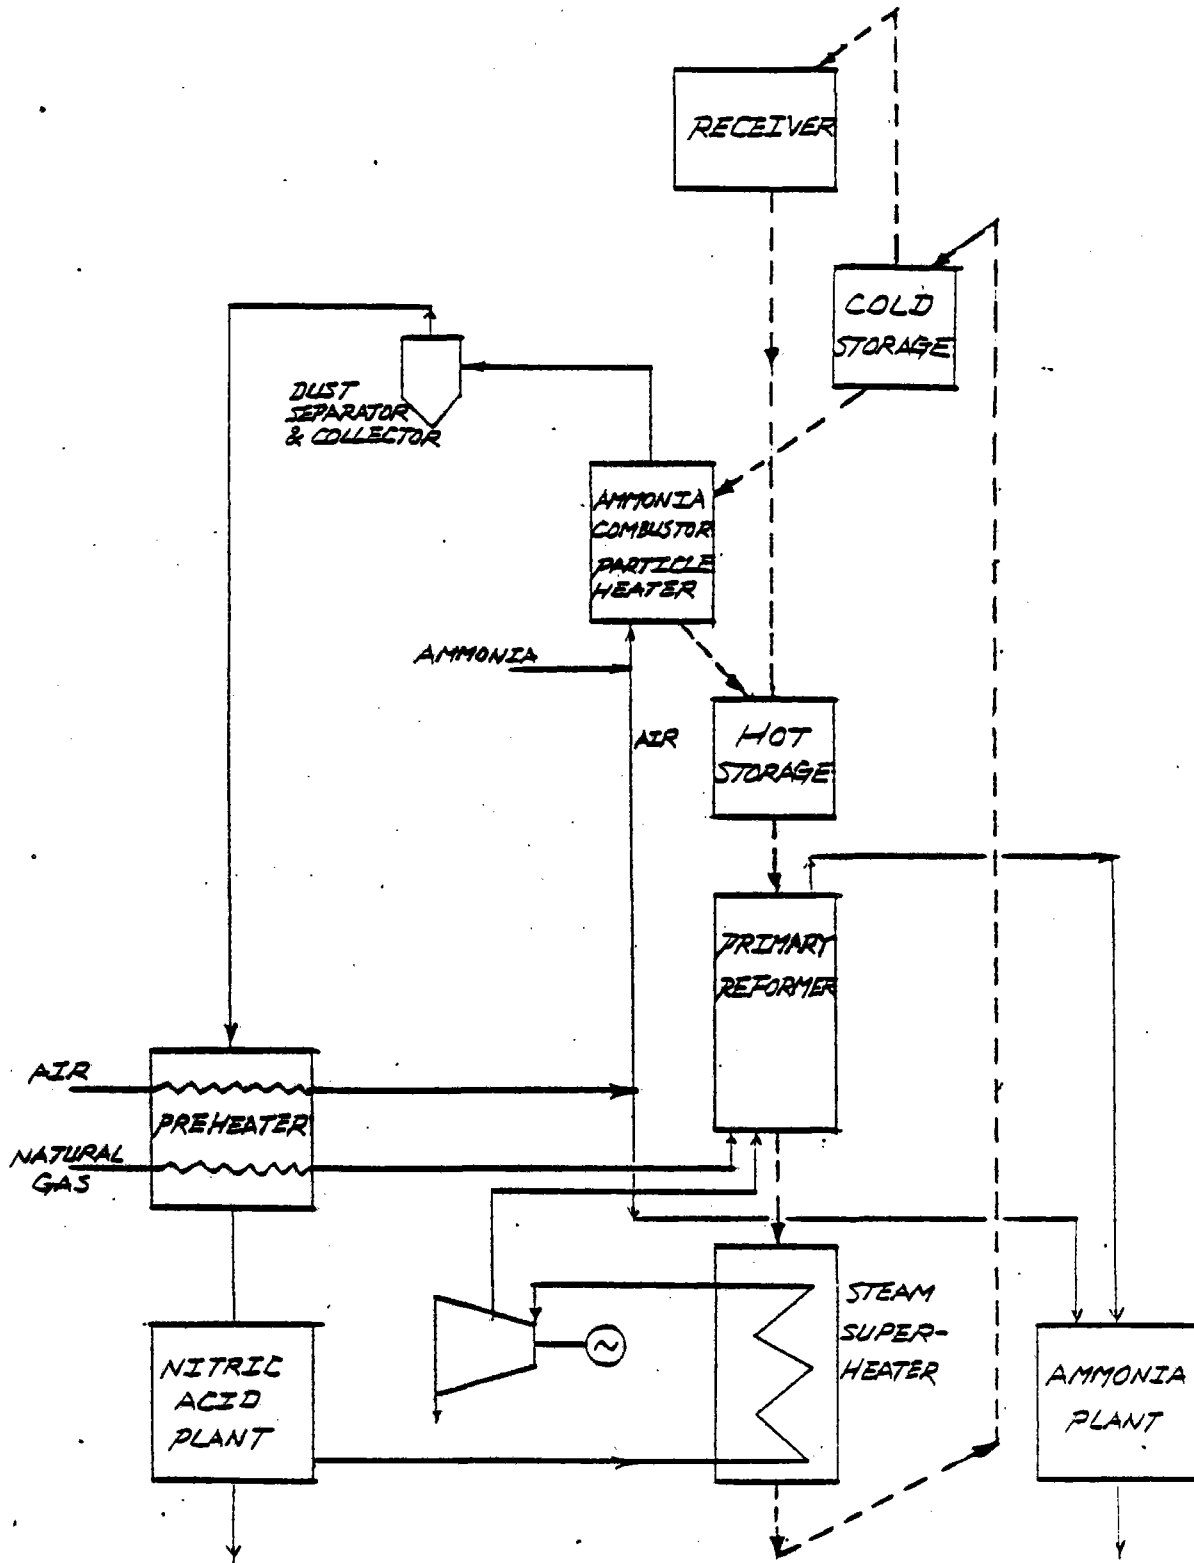 RECEIVER
COLD
STORAGE
DUST
SEPARATOR
& COLLECTOR
AMMONIA
COMBUSTOR
PARTICLE
HEATER
AMMONIA
AIR
HOT
STORAGE
PRIMARY
REFORMER
AIR
PREHEATER
NATURAL
GAS
STEAM
SUPER-
HEATER
NITRIC
ACID
PLANT
AMMONIA
PLANT